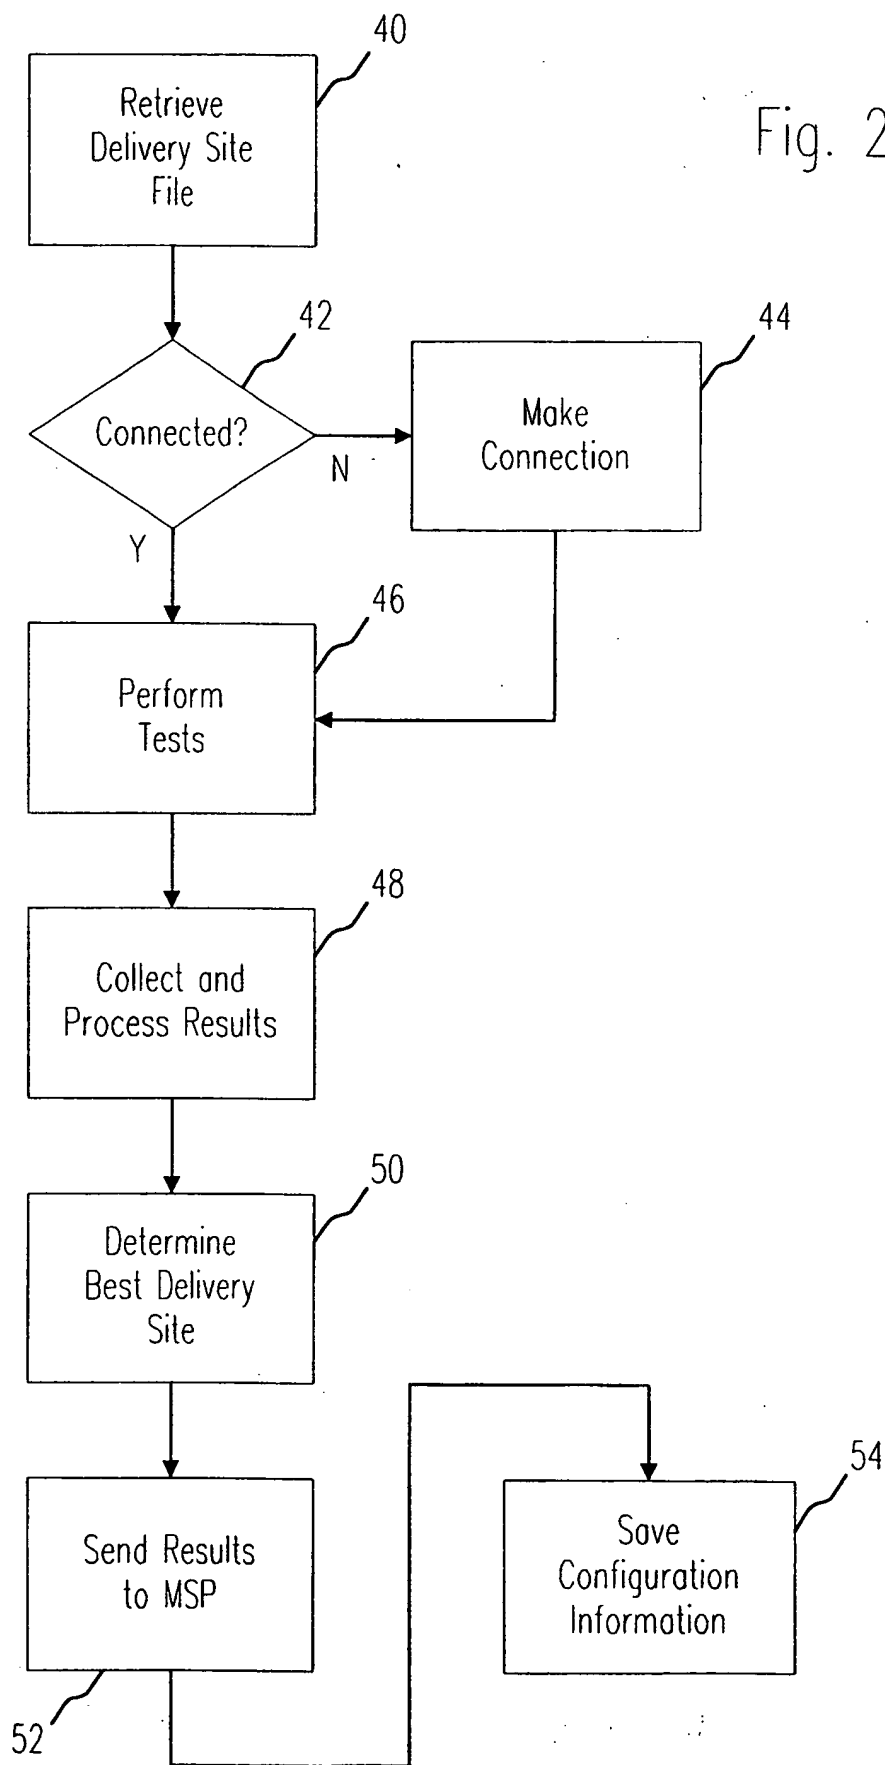 40
Retrieve
Delivery Site
File
Fig. 2
42
Connected?
N
Y
44
Make
Connection
46
Perform
Tests
48
Collect and
Process Results
50
Determine
Best Delivery
Site
Send Results
to MSP
52
54
Save
Configuration
Information